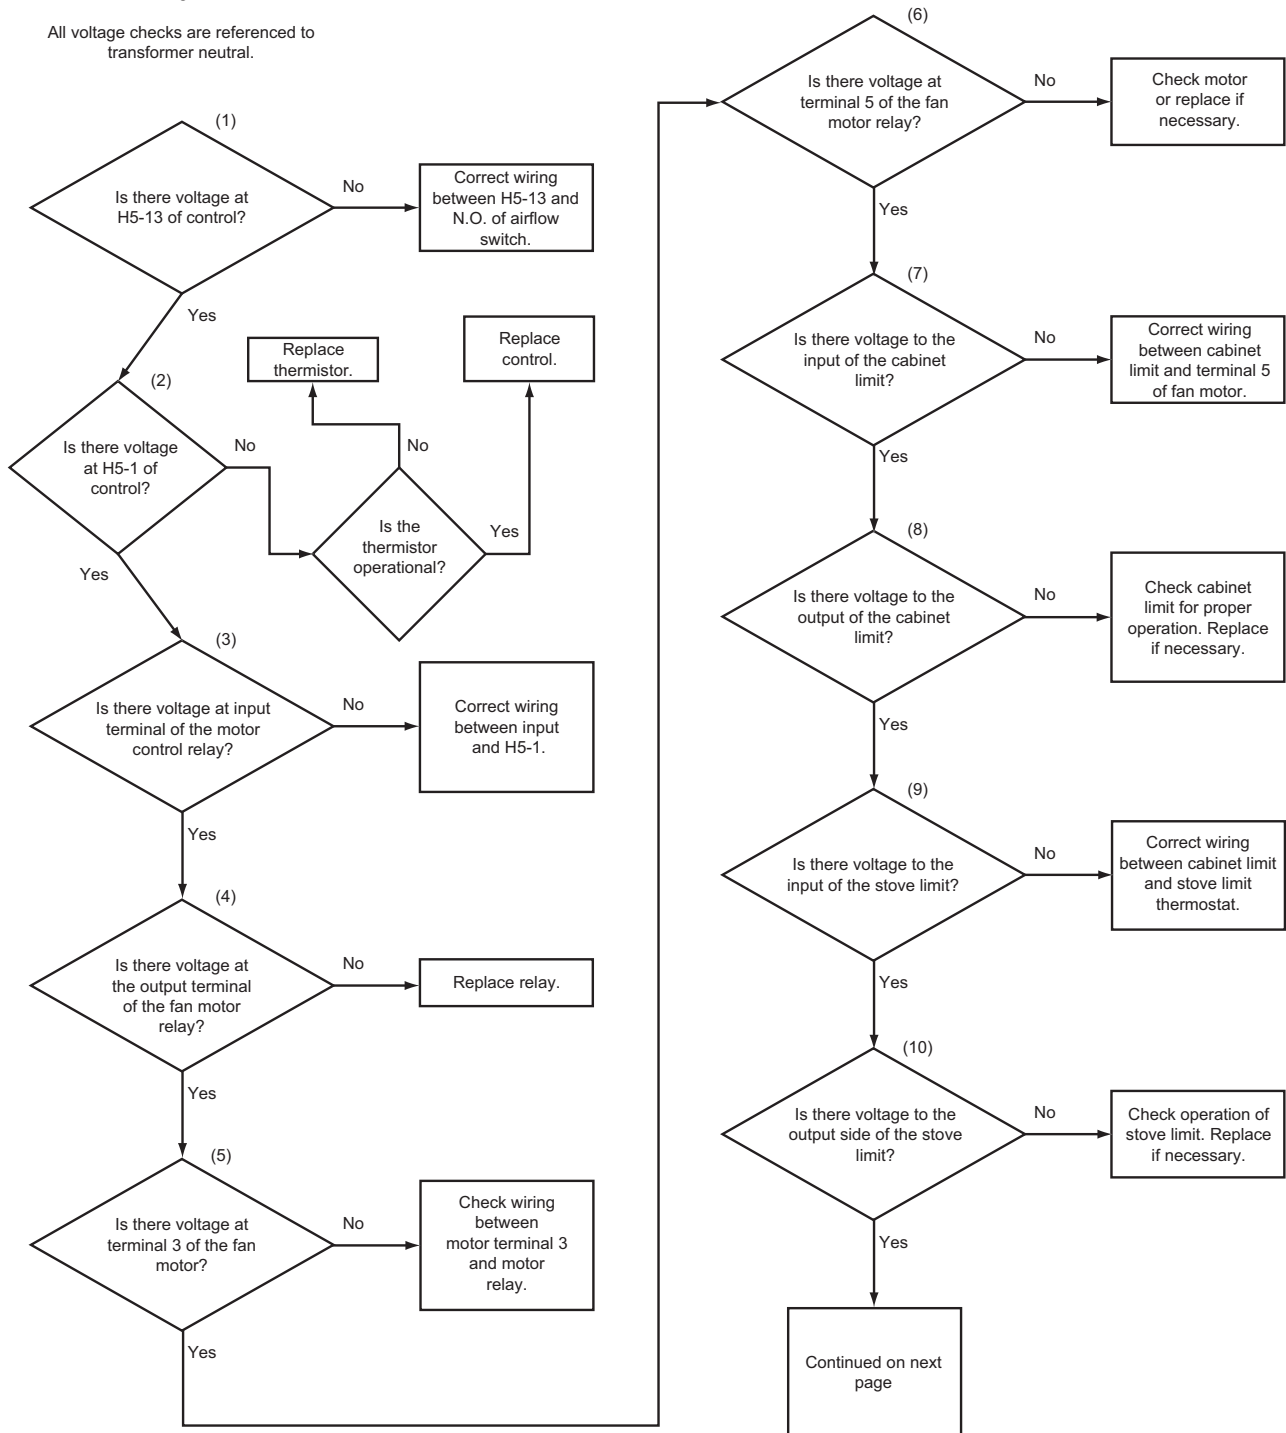 All voltage checks are referenced to
transformer neutral.
(1)
Is there voltage at
H5-13 of control?
No
Correct wiring
between H5-13 and
N.O. of airflow
switch.
Yes
(2)
Is there voltage
at H5-1 of
control?
No
Replace
thermistor.
Replace
control.
No
Is the
thermistor
operational?
Yes
Yes
(3)
Is there voltage at input
terminal of the motor
control relay?
No
Correct wiring
between input
and H5-1.
Yes
(4)
Is there voltage at
the output terminal
of the fan motor
relay?
No
Replace relay.
Yes
(5)
Is there voltage at
terminal 3 of the fan
motor?
No
Check wiring
between
motor terminal 3
and motor
relay.
Yes
(6)
Is there voltage at
terminal 5 of the fan
motor relay?
No
Check motor
or replace if
necessary.
Yes
(7)
Is there voltage to the
input of the cabinet
limit?
No
Correct wiring
between cabinet
limit and terminal 5
of fan motor.
Yes
(8)
Is there voltage to the
output of the cabinet
limit?
No
Check cabinet
limit for proper
operation. Replace
if necessary.
Yes
(9)
Is there voltage to the
input of the stove limit?
No
Correct wiring
between cabinet limit
and stove limit
thermostat.
Yes
(10)
Is there voltage to the
output side of the stove
limit?
No
Check operation of
stove limit. Replace
if necessary.
Yes
Continued on next
page